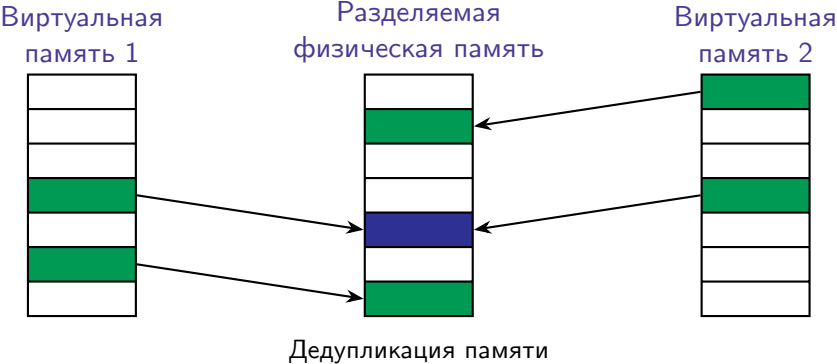 Виртуальная
память 1
Разделяемая
физическая память
Виртуальная
память 2
Дедупликация памяти